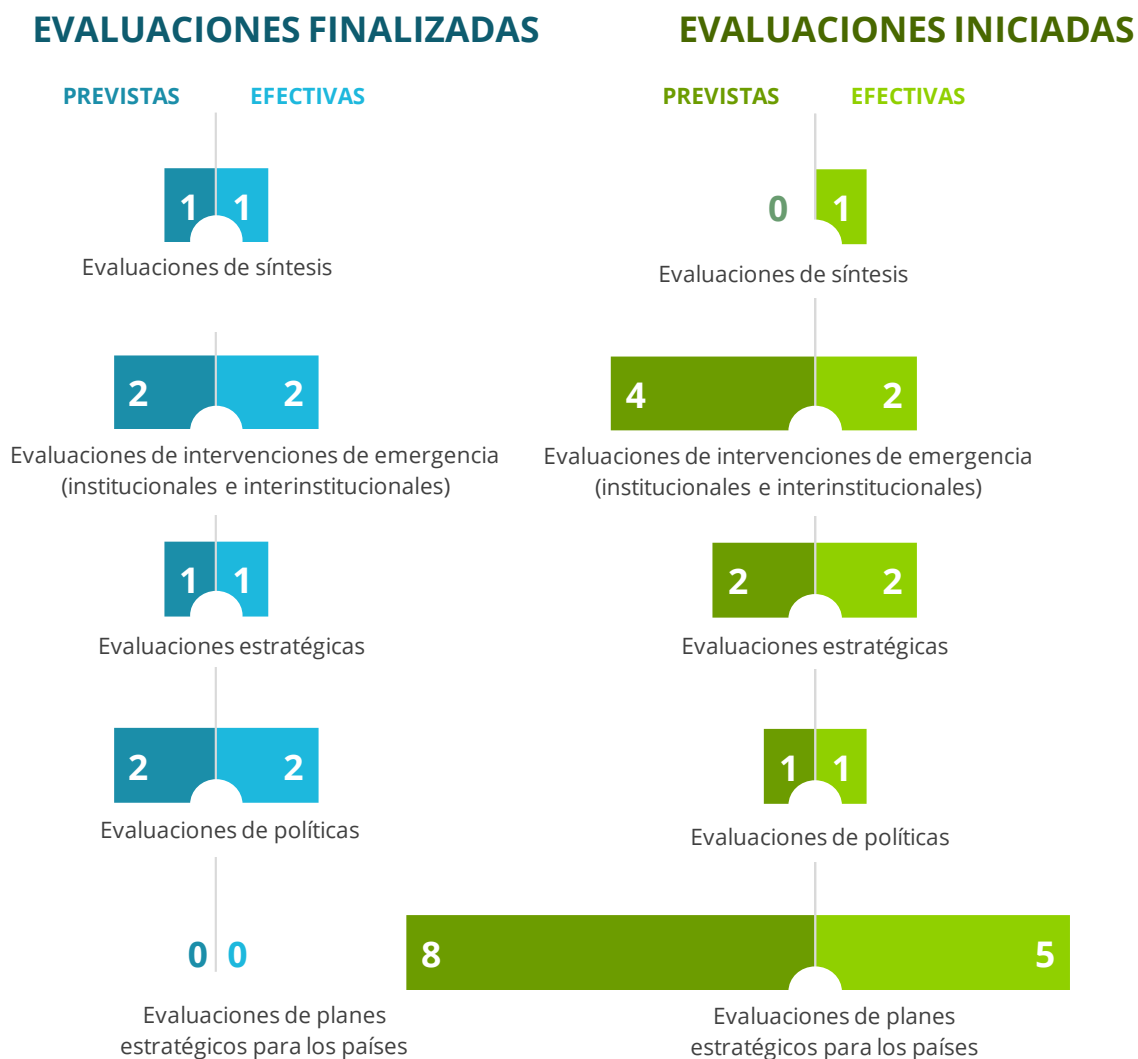 EVALUACIONES FINALIZADAS
PREVISTAS EFECTIVAS
1 1
Evaluaciones de síntesis
2 2
Evaluaciones de intervenciones de emergencia
(institucionales e interinstitucionales)
1 1
Evaluaciones estratégicas
2 2
Evaluaciones de políticas
0 0
Evaluaciones de planes
estratégicos para los países
EVALUACIONES INICIADAS
PREVISTAS EFECTIVAS
0 1
Evaluaciones de síntesis
4 2
Evaluaciones de intervenciones de emergencia
(institucionales e interinstitucionales)
2 2
Evaluaciones estratégicas
1 1
Evaluaciones de políticas
8 5
Evaluaciones de planes
estratégicos para los países